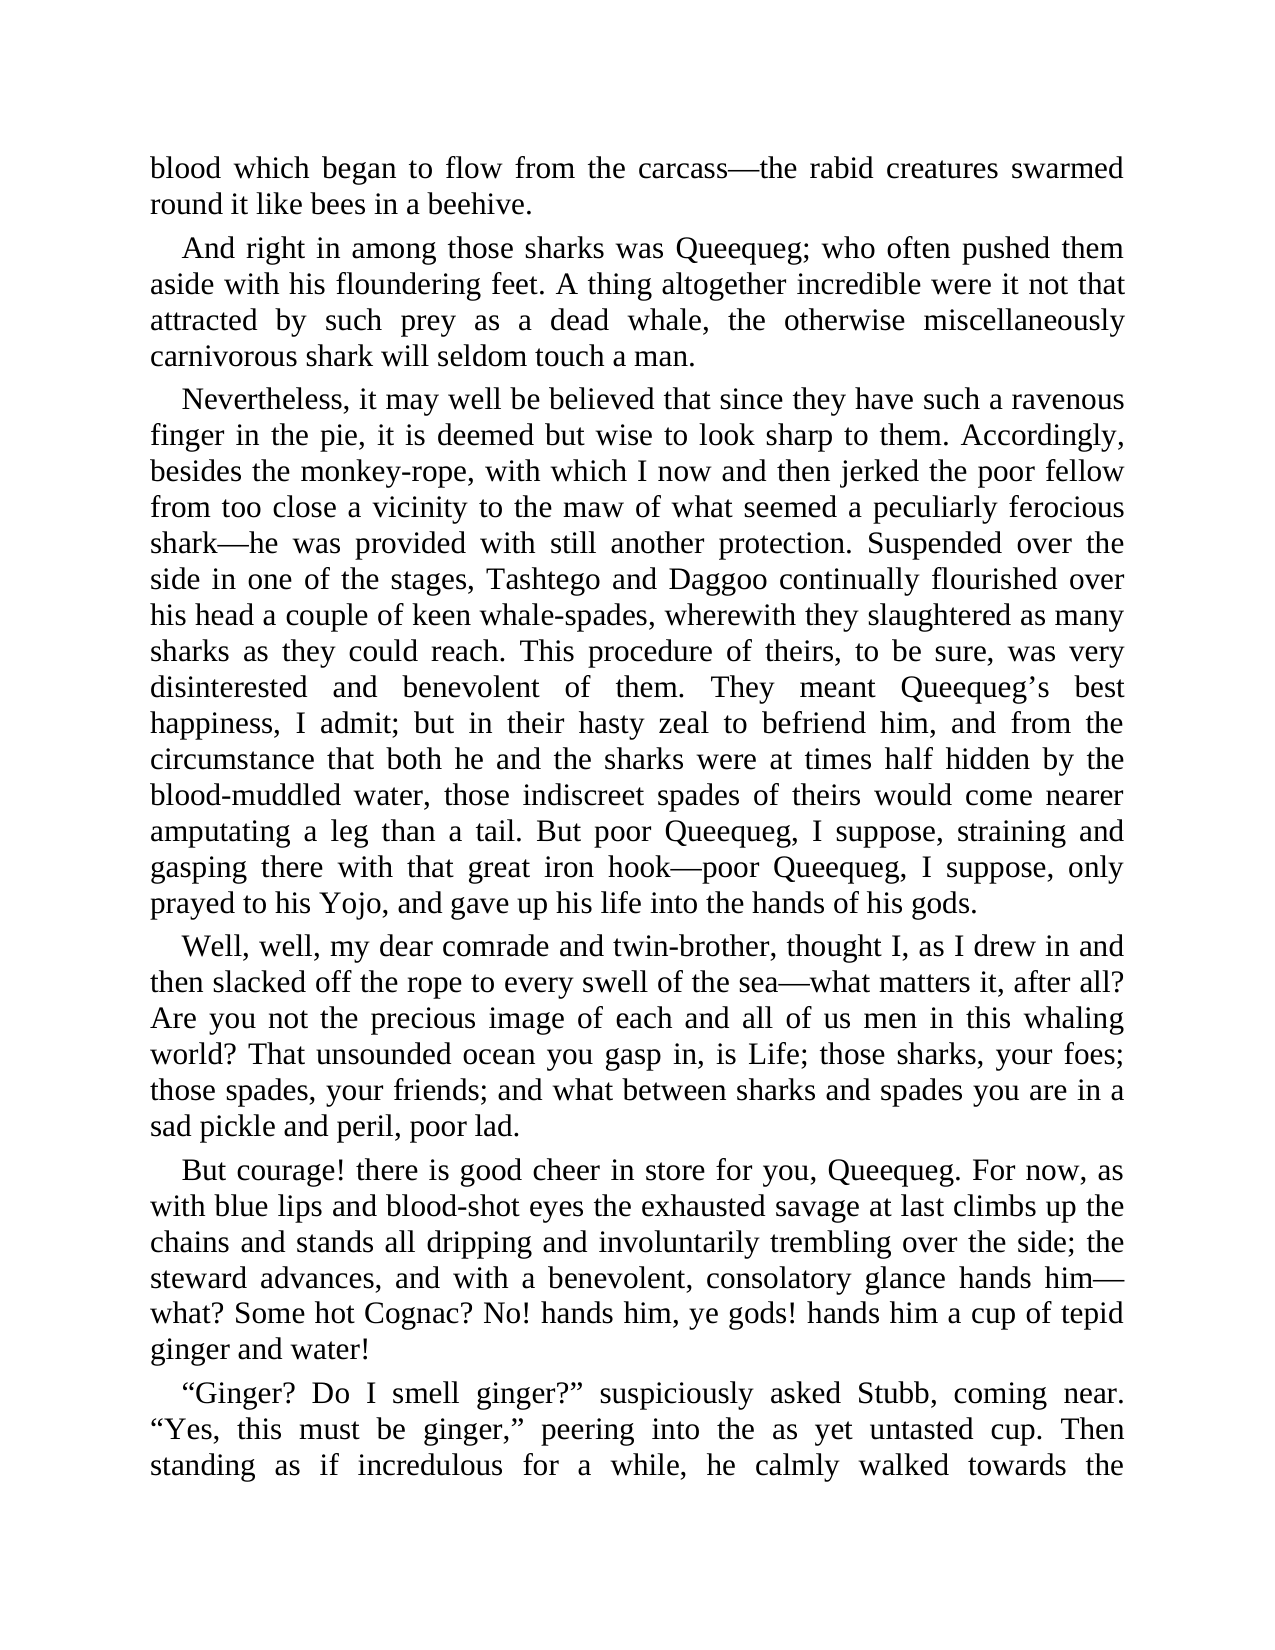 blood which began to flow from the carcass—the rabid creatures swarmed
round it like bees in a beehive.
And right in among those sharks was Queequeg; who often pushed them
aside with his floundering feet. A thing altogether incredible were it not that
attracted by such prey as a dead whale, the otherwise miscellaneously
carnivorous shark will seldom touch a man.
Nevertheless, it may well be believed that since they have such a ravenous
finger in the pie, it is deemed but wise to look sharp to them. Accordingly,
besides the monkey-rope, with which I now and then jerked the poor fellow
from too close a vicinity to the maw of what seemed a peculiarly ferocious
shark—he was provided with still another protection. Suspended over the
side in one of the stages, Tashtego and Daggoo continually flourished over
his head a couple of keen whale-spades, wherewith they slaughtered as many
sharks as they could reach. This procedure of theirs, to be sure, was very
disinterested and benevolent of them. They meant Queequeg’s best
happiness, I admit; but in their hasty zeal to befriend him, and from the
circumstance that both he and the sharks were at times half hidden by the
blood-muddled water, those indiscreet spades of theirs would come nearer
amputating a leg than a tail. But poor Queequeg, I suppose, straining and
gasping there with that great iron hook—poor Queequeg, I suppose, only
prayed to his Yojo, and gave up his life into the hands of his gods.
Well, well, my dear comrade and twin-brother, thought I, as I drew in and
then slacked off the rope to every swell of the sea—what matters it, after all?
Are you not the precious image of each and all of us men in this whaling
world? That unsounded ocean you gasp in, is Life; those sharks, your foes;
those spades, your friends; and what between sharks and spades you are in a
sad pickle and peril, poor lad.
But courage! there is good cheer in store for you, Queequeg. For now, as
with blue lips and blood-shot eyes the exhausted savage at last climbs up the
chains and stands all dripping and involuntarily trembling over the side; the
steward advances, and with a benevolent, consolatory glance hands him—
what? Some hot Cognac? No! hands him, ye gods! hands him a cup of tepid
ginger and water!
“Ginger? Do I smell ginger?” suspiciously asked Stubb, coming near.
“Yes, this must be ginger,” peering into the as yet untasted cup. Then
standing as if incredulous for a while, he calmly walked towards the